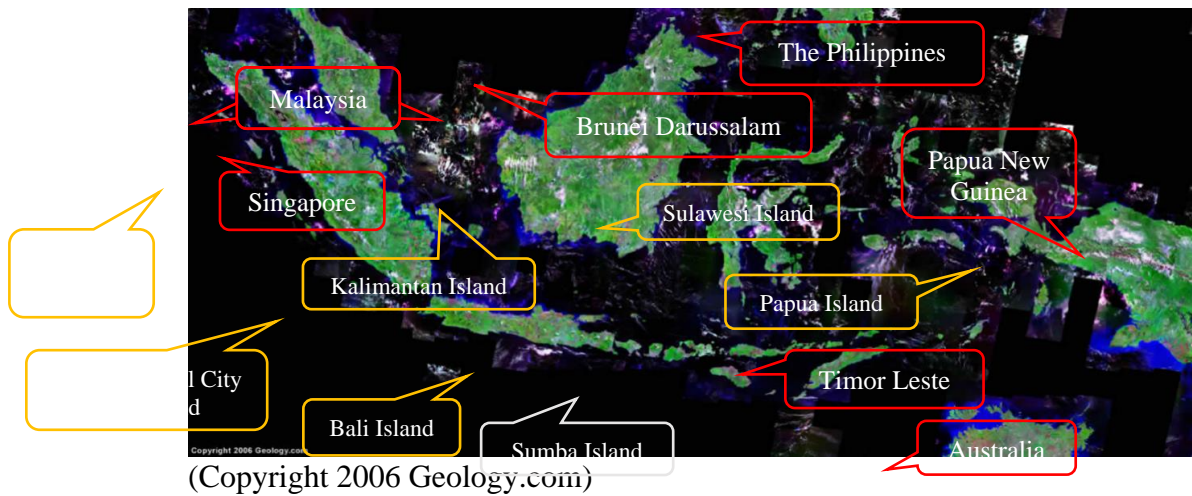 The Philippines
Malaysia
Brunei Darussalam
Papua New
Guinea
Singapore
Sulawesi Island
Kalimantan Island
Papua Island
l City
d
Timor Leste
Bali Island
Sumba Island
Australia
Copyright 2006 Geology.com
(Copyright 2006 Geology.com)